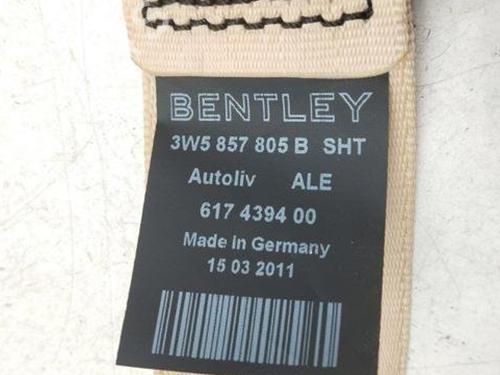 BENTLEY
3W5 857 805 B SHT
Autoliv ALE
617 4394 00
Made in Germany
15 03 2011